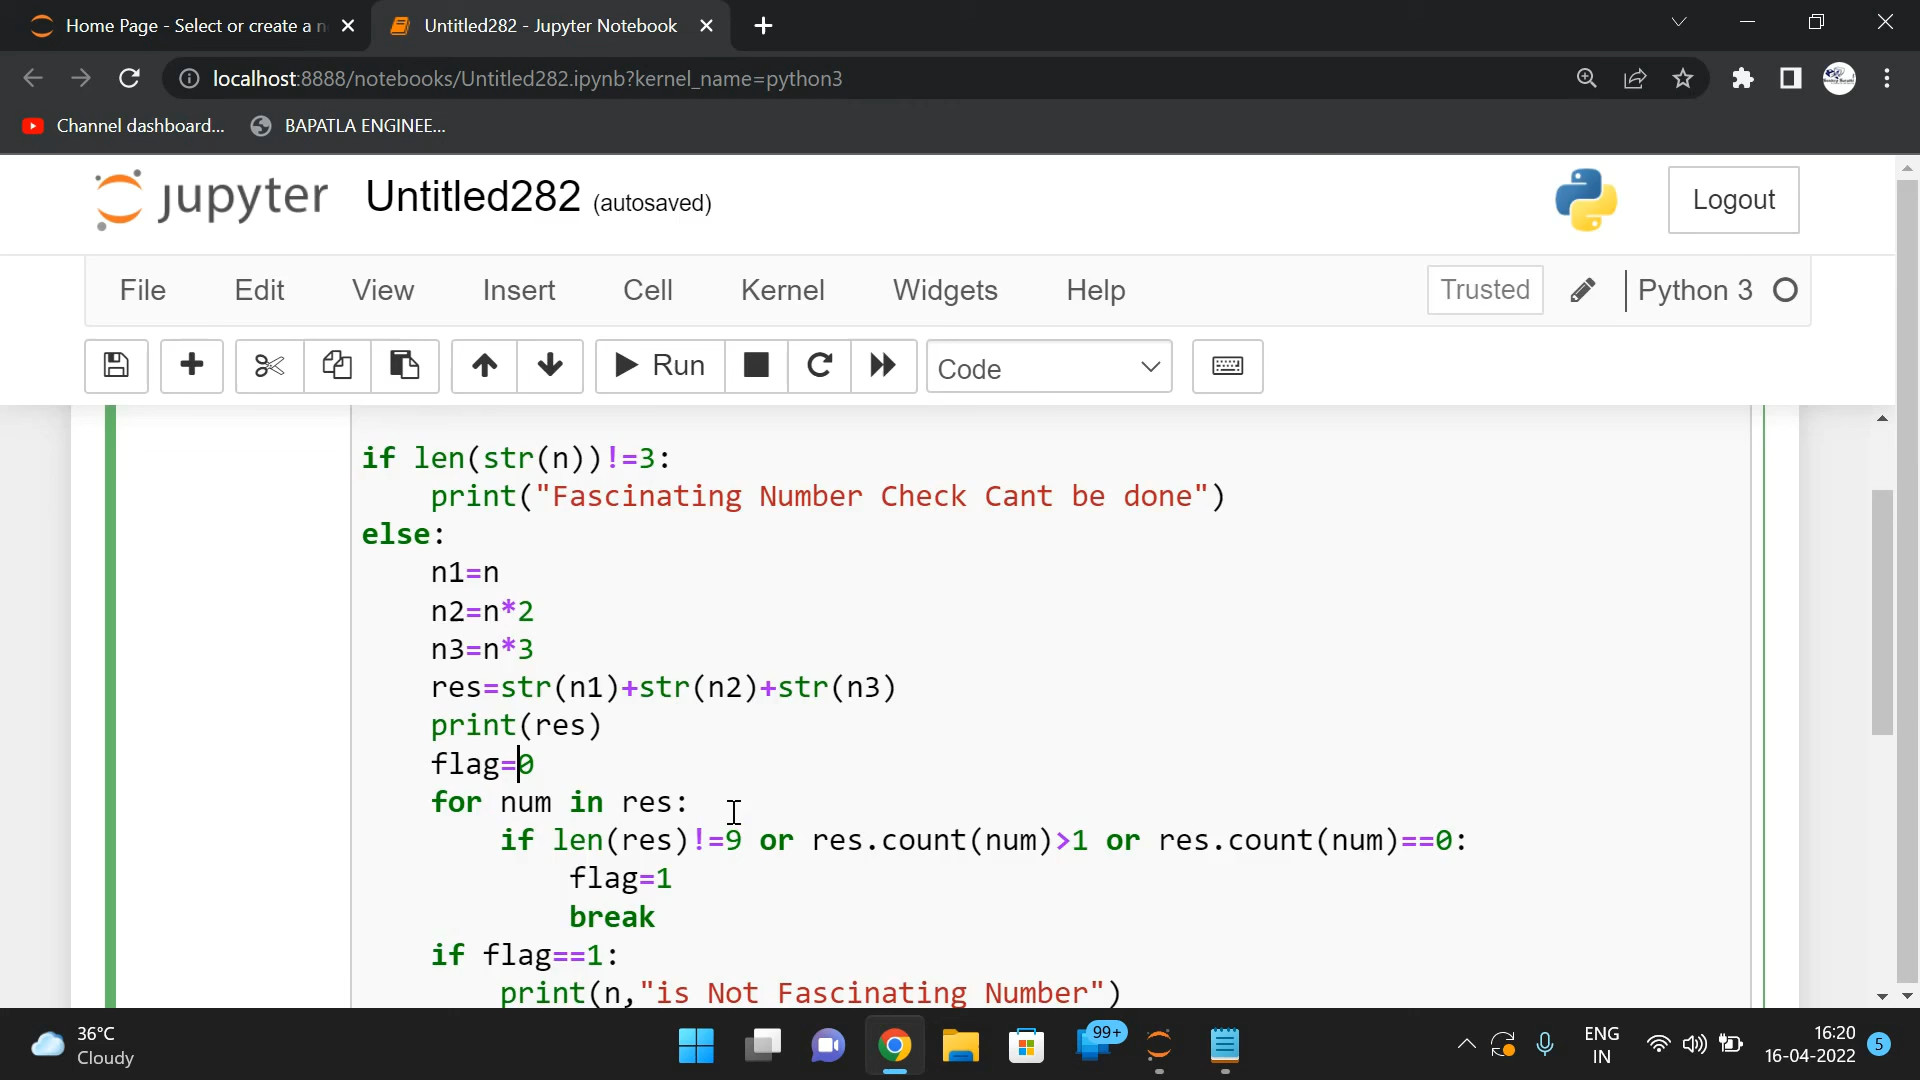 Home Page - Select or create a n
Untitled282 - Jupyter Notebook
localhost:8888/notebooks/Untitled282.ipynb?kernel_name=python3
Channel dashboard...
BAPATLA ENGINEE...
jupyter Untitled282 (autosaved)
Logout
File Edit View Insert Cell Kernel Widgets Help Trusted Python 3
Run Code
if len(str(n))!=3:
    print("Fascinating Number Check Cant be done")
else:
    n1=n
    n2=n*2
    n3=n*3
    res=str(n1)+str(n2)+str(n3)
    print(res)
    flag=0
    for num in res:
        if len(res)!=9 or res.count(num)>1 or res.count(num)==0:
            flag=1
            break
    if flag==1:
        print(n,"is Not Fascinating Number")
36°C
Cloudy
99+
ENG
IN
16:20
16-04-2022
5